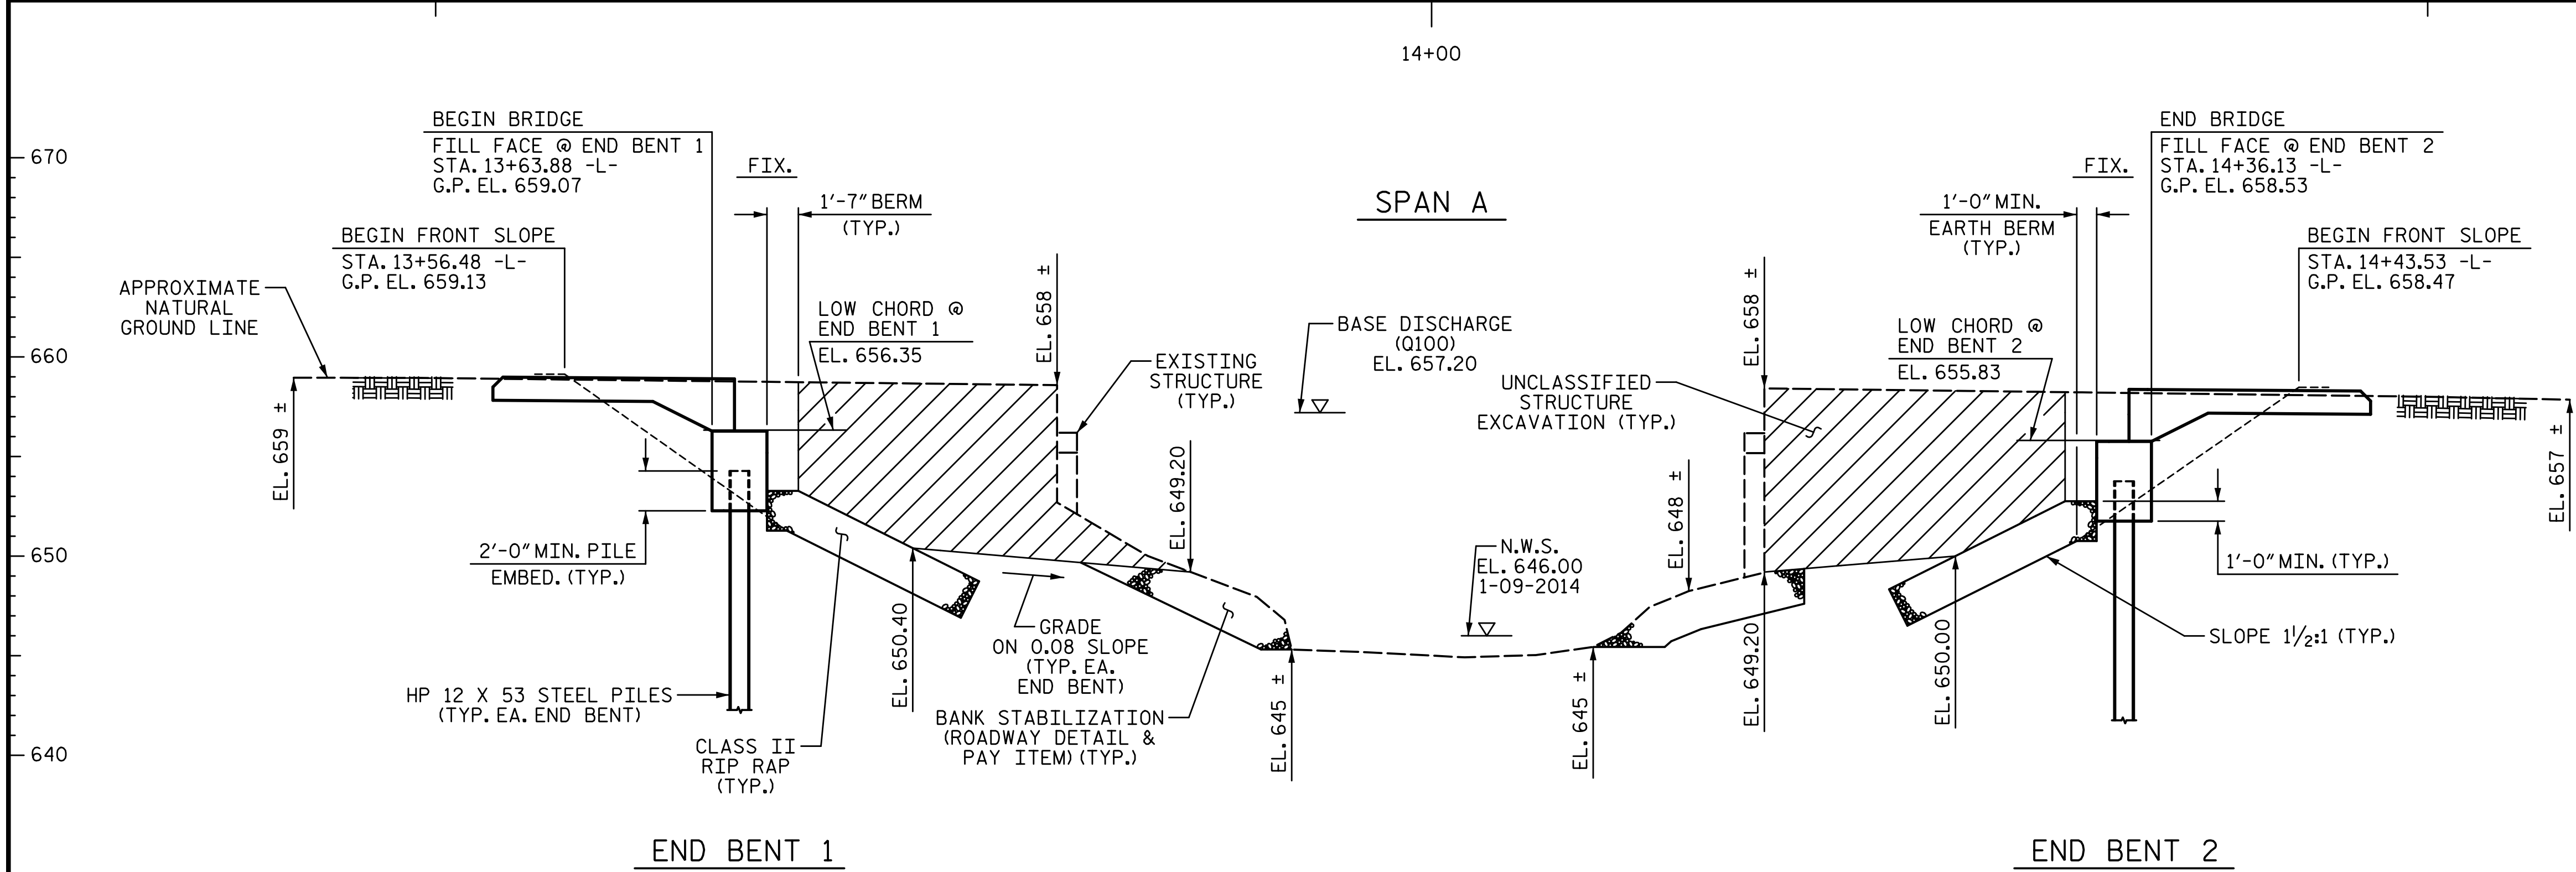 14+00
670
660
650
640
BEGIN BRIDGE
FILL FACE @ END BENT 1
STA. 13+63.88 -L-
G.P. EL. 659.07
FIX.
1'-7" BERM
(TYP.)
BEGIN FRONT SLOPE
STA. 13+56.48 -L-
G.P. EL. 659.13
APPROXIMATE
NATURAL
GROUND LINE
EL. 659 ±
LOW CHORD @
END BENT 1
EL. 656.35
EL. 658 ±
EXISTING
STRUCTURE
(TYP.)
SPAN A
BASE DISCHARGE
(Q100)
EL. 657.20
EL. 658 ±
UNCLASSIFIED
STRUCTURE
EXCAVATION (TYP.)
FIX.
1'-0" MIN.
EARTH BERM
(TYP.)
END BRIDGE
FILL FACE @ END BENT 2
STA. 14+36.13 -L-
G.P. EL. 658.53
BEGIN FRONT SLOPE
STA. 14+43.53 -L-
G.P. EL. 658.47
LOW CHORD @
END BENT 2
EL. 655.83
EL. 657 ±
2'-0" MIN. PILE
EMBED. (TYP.)
HP 12 X 53 STEEL PILES
(TYP. EA. END BENT)
CLASS II
RIP RAP
(TYP.)
EL. 650.40
GRADE
ON 0.08 SLOPE
(TYP. EA.
END BENT)
BANK STABILIZATION
(ROADWAY DETAIL &
PAY ITEM) (TYP.)
EL. 649.20
EL. 645 ±
N.W.S.
EL. 646.00
1-09-2014
EL. 645 ±
EL. 648 ±
EL. 649.20
EL. 650.00
1'-0" MIN. (TYP.)
SLOPE 1 1/2:1 (TYP.)
END BENT 1
END BENT 2